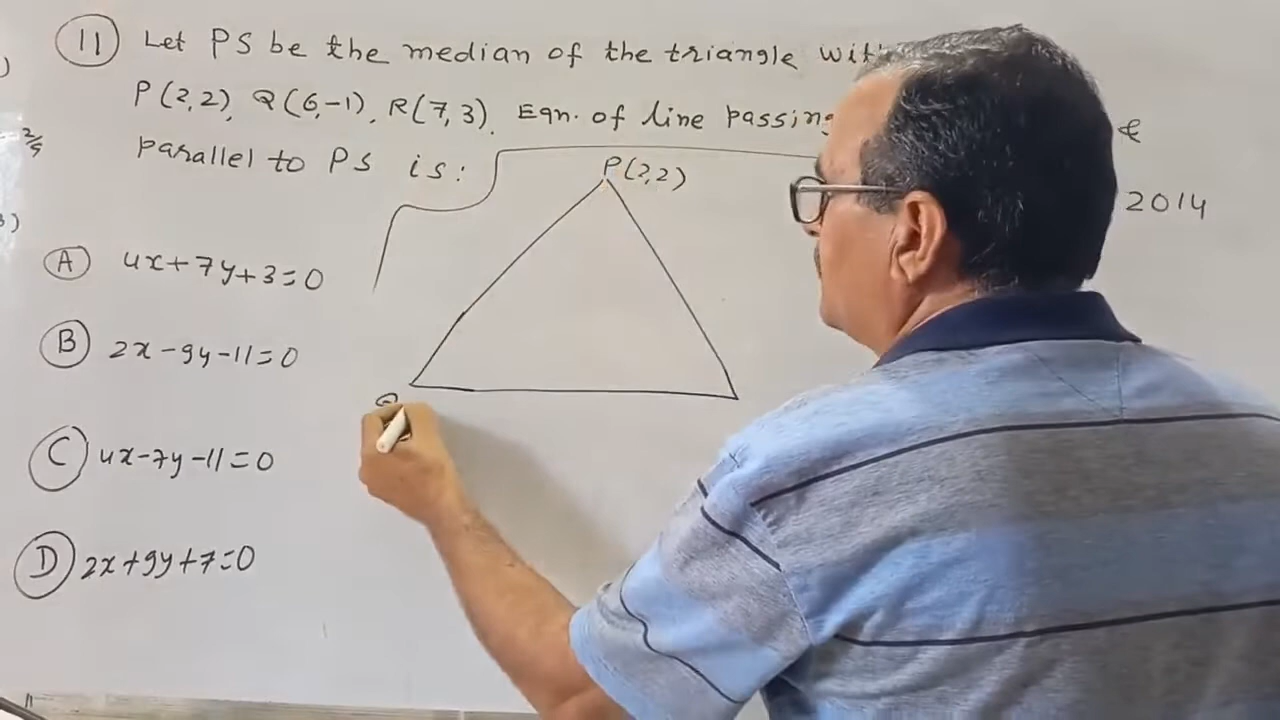 11 Let PS be the median of the triangle with
P(2,2), Q(6,-1), R(7,3). Eqn. of line passing &
parallel to PS is:
2014
P(2,2)
A 4x+7y+3=0
B 2x-9y-11=0
C 4x-7y-11=0
D 2x+9y+7=0